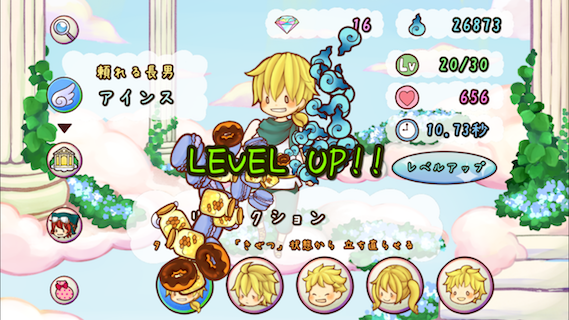 16
26873
頼れる長男
アインス
Lv 20/30
656
10.73秒
LEVEL UP!!
レベルアップ
クション
「きぜつ」状態から 立ち直らせる